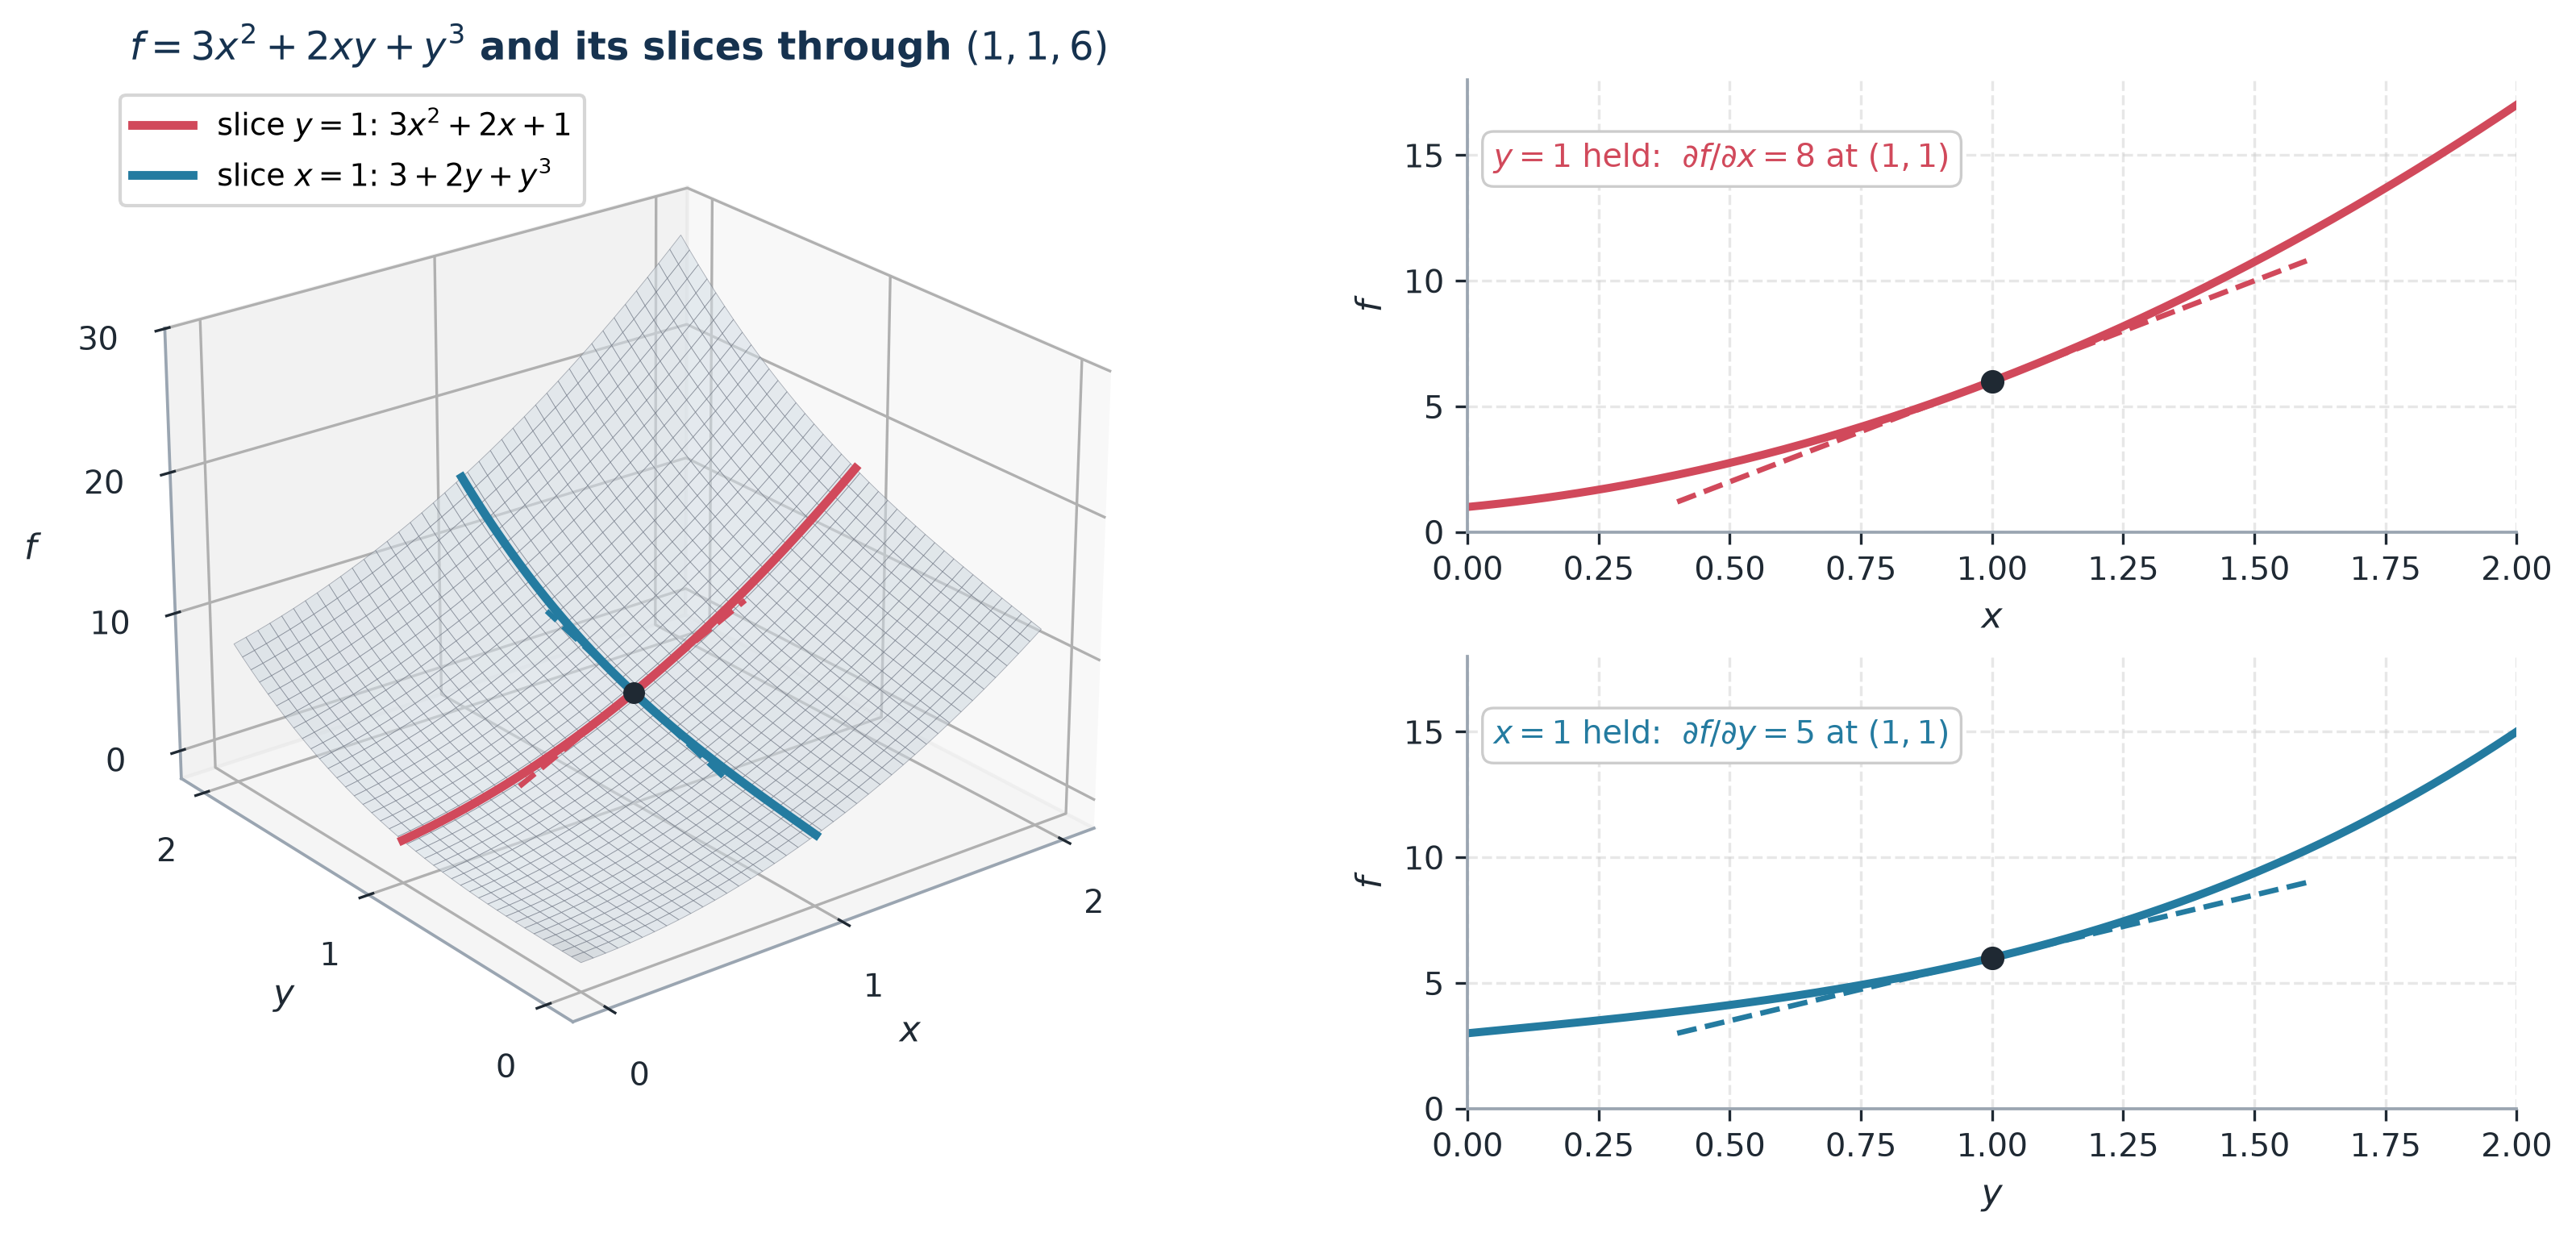 f = 3x² + 2xy + y³ and its slices through (1, 1, 6)
slice y = 1: 3x² + 2x + 1
slice x = 1: 3 + 2y + y³
30
20
10
0
f
2
1
0
y
0
1
2
x
y = 1 held: ∂f/∂x = 8 at (1, 1)
15
10
5
0
f
0.00 0.25 0.50 0.75 1.00 1.25 1.50 1.75 2.00
x
x = 1 held: ∂f/∂y = 5 at (1, 1)
15
10
5
0
f
0.00 0.25 0.50 0.75 1.00 1.25 1.50 1.75 2.00
y